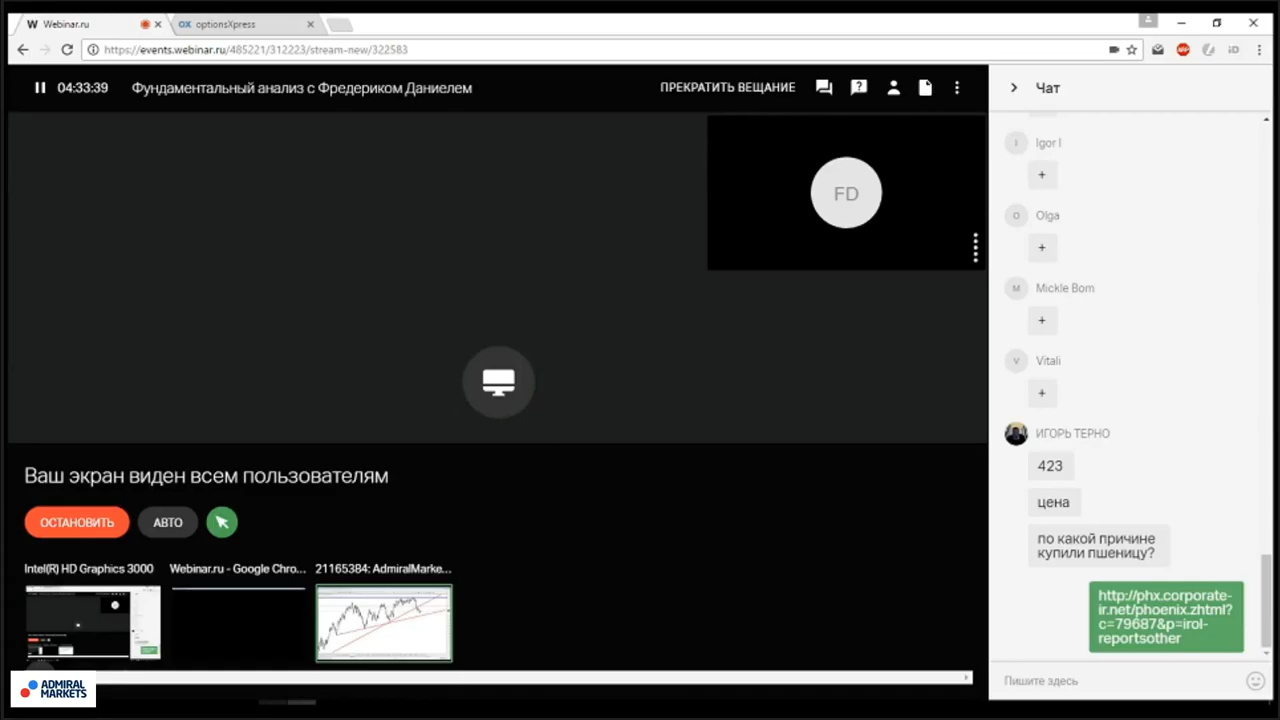 Webinar.ru
OX optionsXpress
https://events.webinar.ru/485221/312223/stream-new/322583
04:33:39 Фундаментальный анализ с Фредериком Даниелем
ПРЕКРАТИТЬ ВЕЩАНИЕ
FD
Ваш экран виден всем пользователям
ОСТАНОВИТЬ
АВТО
Intel(R) HD Graphics 3000
Webinar.ru - Google Chro...
21165384: AdmiralMarke...
ADMIRAL
MARKETS
Чат
I
Igor I
+
O
Olga
+
M
Mickle Bom
+
V
Vitali
+
ИГОРЬ ТЕРНО
423
цена
по какой причине
купили пшеницу?
http://phx.corporate-
ir.net/phoenix.zhtml?
c=79687&p=irol-
reportsother
Пишите здесь